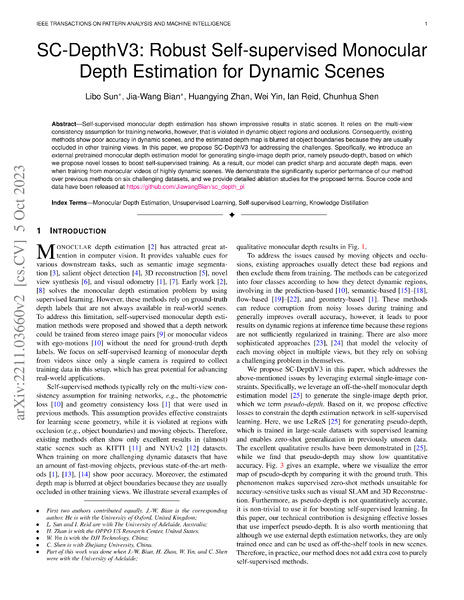 IEEE TRANSACTIONS ON PATTERN ANALYSIS AND MACHINE INTELLIGENCE 1
SC-DepthV3: Robust Self-supervised Monocular
Depth Estimation for Dynamic Scenes
Libo Sun*, Jia-Wang Bian*, Huangying Zhan, Wei Yin, Ian Reid, Chunhua Shen
Abstract—Self-supervised monocular depth estimation has shown impressive results in static scenes. It relies on the multi-view
consistency assumption for training networks, however, that is violated in dynamic object regions and occlusions. Consequently, existing
methods show poor accuracy in dynamic scenes, and the estimated depth map is blurred at object boundaries because they are usually
occluded in other training views. In this paper, we propose SC-DepthV3 for addressing the challenges. Specifically, we introduce an
external pretrained monocular depth estimation model for generating single-image depth prior, namely pseudo-depth, based on which
we propose novel losses to boost self-supervised training. As a result, our model can predict sharp and accurate depth maps, even
when training from monocular videos of highly dynamic scenes. We demonstrate the significantly superior performance of our method
over previous methods on six challenging datasets, and we provide detailed ablation studies for the proposed terms. Source code and
data have been released at https://github.com/JiawangBian/sc_depth_pl
Index Terms—Monocular Depth Estimation, Unsupervised Learning, Self-supervised Learning, Knowledge Distillation
arXiv:2211.03660v2 [cs.CV] 5 Oct 2023
1 INTRODUCTION
MONOCULAR depth estimation [2] has attracted great at-
tention in computer vision. It provides valuable cues for
various downstream tasks, such as semantic image segmenta-
tion [3], salient object detection [4], 3D reconstruction [5], novel
view synthesis [6], and visual odometry [1], [7]. Early work [2],
[8] solves the monocular depth estimation problem by using
supervised learning. However, these methods rely on ground-truth
depth labels that are not always available in real-world scenes.
To address this limitation, self-supervised monocular depth esti-
mation methods were proposed and showed that a depth network
could be trained from stereo image pairs [9] or monocular videos
with ego-motions [10] without the need for ground-truth depth
labels. We focus on self-supervised learning of monocular depth
from videos since only a single camera is required to collect
training data in this setup, which has great potential for advancing
real-world applications.
Self-supervised methods typically rely on the multi-view con-
sistency assumption for training networks, e.g., the photometric
loss [10] and geometry consistency loss [1] that were used in
previous methods. This assumption provides effective constraints
for learning scene geometry, while it is violated at regions with
occlusion (e.g., object boundaries) and moving objects. Therefore,
existing methods often show only excellent results in (almost)
static scenes such as KITTI [11] and NYUv2 [12] datasets.
When training on more challenging dynamic datasets that have
an amount of fast-moving objects, previous state-of-the-art meth-
ods [1], [13], [14] show poor accuracy. Moreover, the estimated
depth map is blurred at object boundaries because they are usually
occluded in other training views. We illustrate several examples of
• First two authors contributed equally. J.-W. Bian is the corresponding
author. He is with the University of Oxford, United Kingdom;
• L. Sun and I. Reid are with The University of Adelaide, Australia;
• H. Zhan is with the OPPO US Research Center, United States;
• W. Yin is with the DJI Technology, China;
• C. Shen is with Zhejiang University, China.
• Part of this work was done when J.-W. Bian, H. Zhan, W. Yin, and C. Shen
were with the University of Adelaide;
qualitative monocular depth results in Fig. 1.
To address the issues caused by moving objects and occlu-
sions, existing approaches usually detect these bad regions and
then exclude them from training. The methods can be categorized
into four classes according to how they detect dynamic regions,
involving in the prediction-based [10], semantic-based [15]–[18],
flow-based [19]–[22], and geometry-based [1]. These methods can
reduce corruption from noisy losses during training and
generally improves overall accuracy, however, it leads to poor
results on dynamic regions at inference time because these regions
are not sufficiently trained on training. There are also more
sophisticated approaches [23], [24] that model the velocity of
each moving object in multiple views, but they rely on solving
a challenging problem in themselves.
We propose SC-DepthV3 in this paper, which addresses the
above-mentioned issues by leveraging external single-image con-
straints. Specifically, we leverage an off-the-shelf monocular depth
estimation model [25] to generate the single-image depth prior,
which we term pseudo-depth. Based on it, we propose effective
losses to constrain the depth estimation network in self-supervised
learning. Here, we use LeReS [25] for generating pseudo-depth,
which is trained in large-scale datasets with supervised learning
and enables zero-shot generalization in previously unseen data.
The excellent qualitative results have been demonstrated in [25],
while we find that pseudo-depth may show low quantitative
accuracy. Fig. 3 gives an example, where we visualize the error
map of pseudo-depth by comparing it with the ground truth. This
phenomenon makes supervised zero-shot methods unsuitable for
accuracy-sensitive tasks such as visual SLAM and 3D Reconstruc-
tion. Furthermore, as pseudo-depth is not quantitatively accurate,
it is non-trivial to use it for boosting self-supervised learning. In
this paper, our technical contribution is designing effective losses
that use imperfect pseudo-depth. It is also worth mentioning that
although we use external depth estimation networks, they are only
trained once and can be used as off-the-shelf tools in new scenes.
Therefore, in practice, our method does not add extra cost to purely
self-supervised methods.